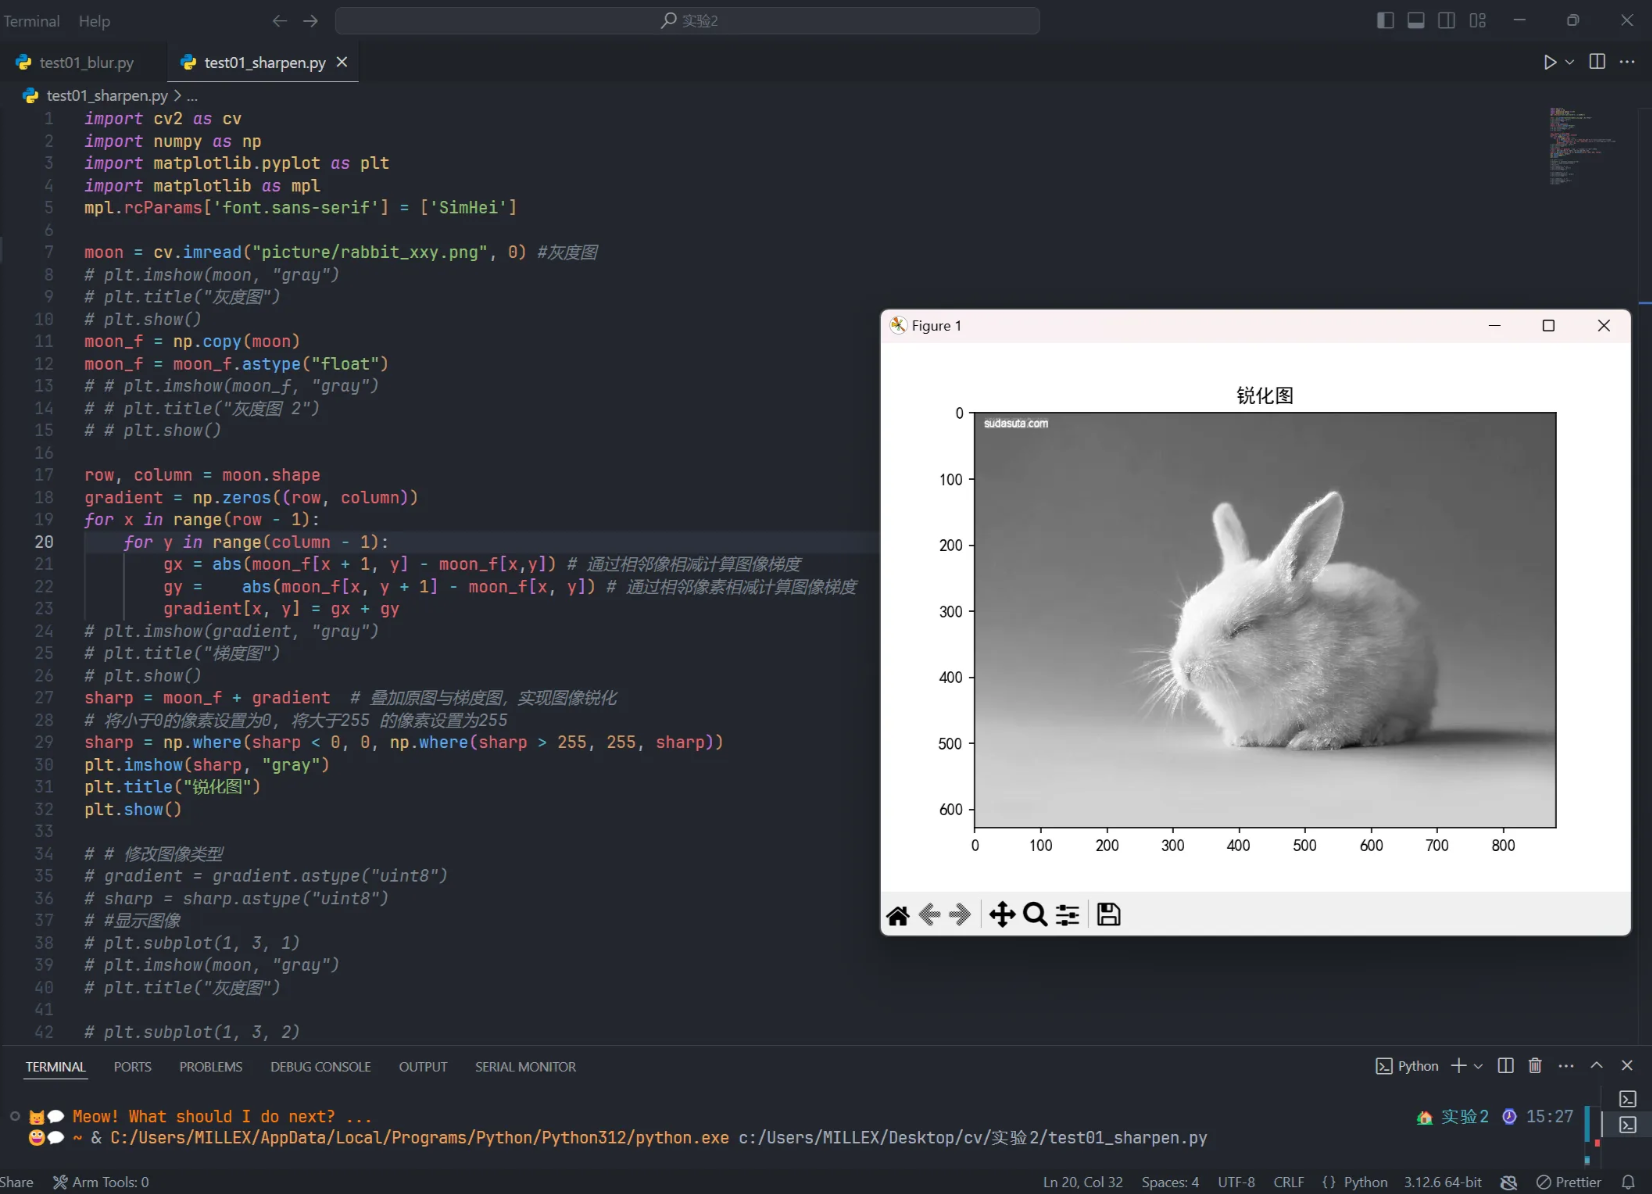 Terminal Help
实验2
test01_blur.py
test01_sharpen.py
test01_sharpen.py > ...
1 import cv2 as cv
2 import numpy as np
3 import matplotlib.pyplot as plt
4 import matplotlib as mpl
5 mpl.rcParams['font.sans-serif'] = ['SimHei']
6
7 moon = cv.imread("picture/rabbit_xxy.png", 0) #灰度图
8 # plt.imshow(moon, "gray")
9 # plt.title("灰度图")
10 # plt.show()
11 moon_f = np.copy(moon)
12 moon_f = moon_f.astype("float")
13 # # plt.imshow(moon_f, "gray")
14 # # plt.title("灰度图 2")
15 # # plt.show()
16
17 row, column = moon.shape
18 gradient = np.zeros((row, column))
19 for x in range(row - 1):
20     for y in range(column - 1):
21         gx = abs(moon_f[x + 1, y] - moon_f[x,y]) # 通过相邻像相减计算图像梯度
22         gy =    abs(moon_f[x, y + 1] - moon_f[x, y]) # 通过相邻像素相减计算图像梯度
23         gradient[x, y] = gx + gy
24 # plt.imshow(gradient, "gray")
25 # plt.title("梯度图")
26 # plt.show()
27 sharp = moon_f + gradient  # 叠加原图与梯度图，实现图像锐化
28 # 将小于0的像素设置为0, 将大于255 的像素设置为255
29 sharp = np.where(sharp < 0, 0, np.where(sharp > 255, 255, sharp))
30 plt.imshow(sharp, "gray")
31 plt.title("锐化图")
32 plt.show()
33
34 # # 修改图像类型
35 # gradient = gradient.astype("uint8")
36 # sharp = sharp.astype("uint8")
37 # #显示图像
38 # plt.subplot(1, 3, 1)
39 # plt.imshow(moon, "gray")
40 # plt.title("灰度图")
41
42 # plt.subplot(1, 3, 2)
Figure 1
锐化图
sudasuta.com
0
100
200
300
400
500
600
0 100 200 300 400 500 600 700 800
TERMINAL PORTS PROBLEMS DEBUG CONSOLE OUTPUT SERIAL MONITOR
Python
Meow! What should I do next? ...
实验2 15:27
~ & C:/Users/MILLEX/AppData/Local/Programs/Python/Python312/python.exe c:/Users/MILLEX/Desktop/cv/实验2/test01_sharpen.py
Share Arm Tools: 0
Ln 20, Col 32 Spaces: 4 UTF-8 CRLF {} Python 3.12.6 64-bit Prettier